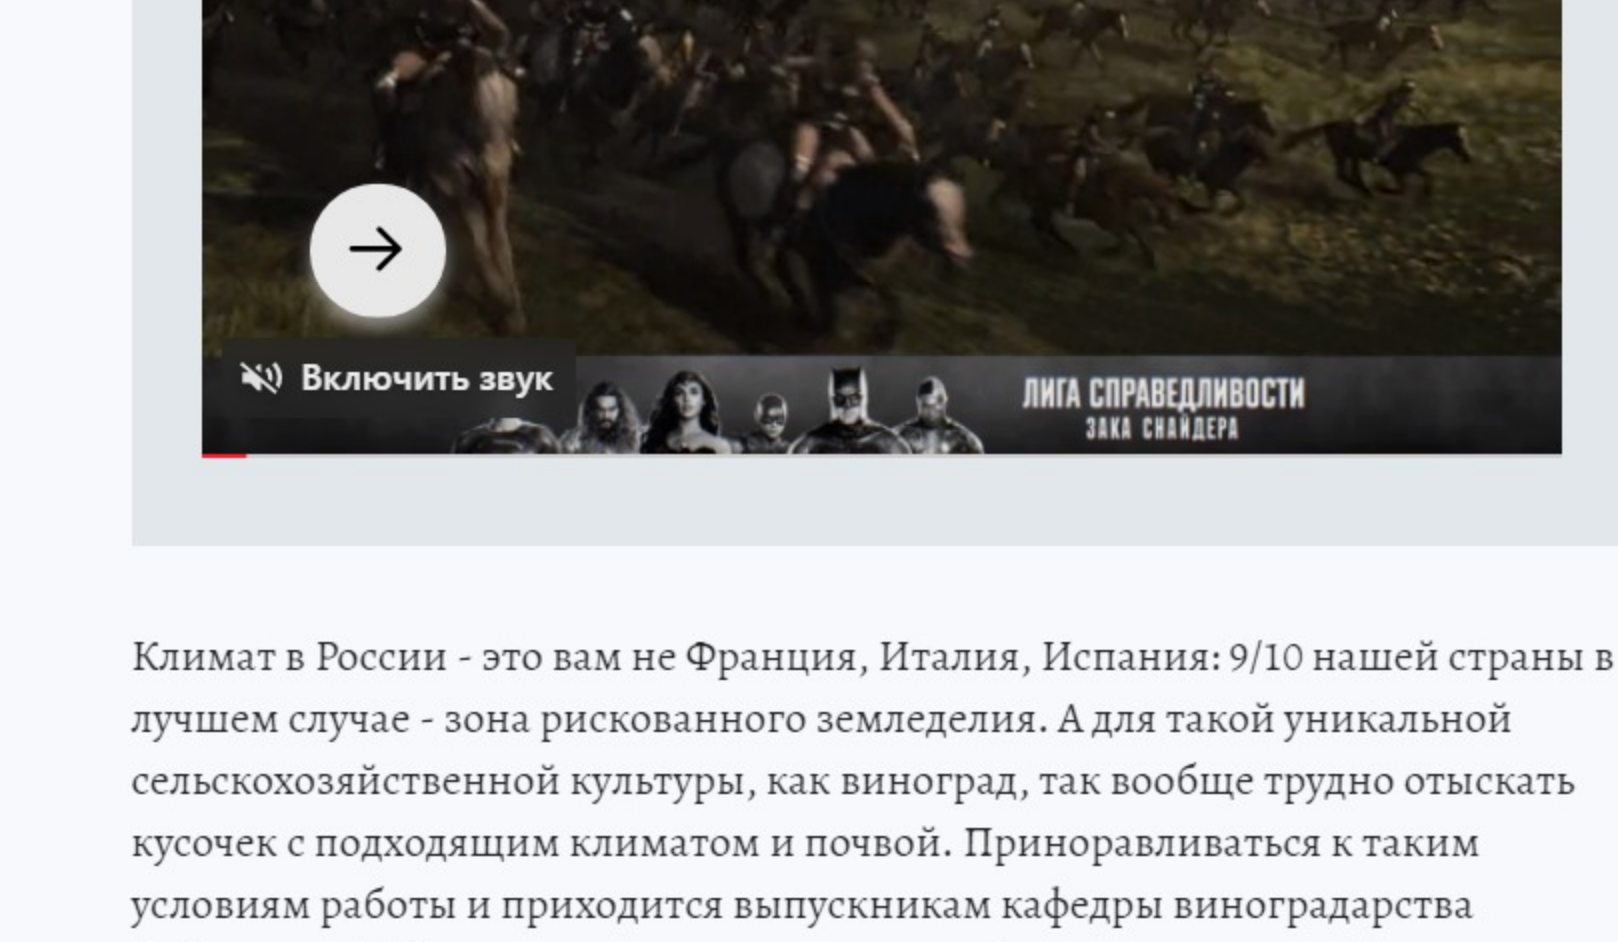 Включить звук
ЛИГА СПРАВЕДЛИВОСТИ
ЗАКА СНАЙДЕРА
Климат в России - это вам не Франция, Италия, Испания: 9/10 нашей страны в
лучшем случае - зона рискованного земледелия. А для такой уникальной
сельскохозяйственной культуры, как виноград, так вообще трудно отыскать
кусочек с подходящим климатом и почвой. Приноравливаться к таким
условиям работы и приходится выпускникам кафедры виноградарства